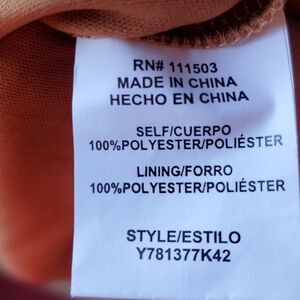 RN# 111503
MADE IN CHINA
HECHO EN CHINA
SELF/CUERPO
100%POLYESTER/POLIÉSTER
LINING/FORRO
100%POLYESTER/POLIÉSTER
STYLE/ESTILO
Y781377K42